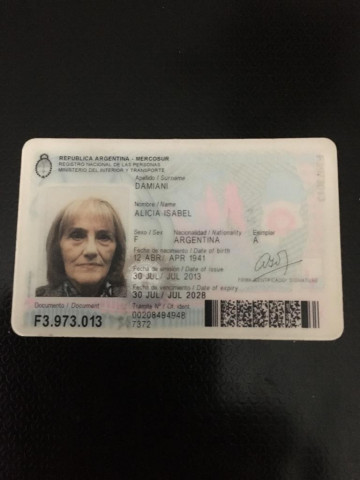 REPUBLICA ARGENTINA - MERCOSUR
REGISTRO NACIONAL DE LAS PERSONAS
MINISTERIO DEL INTERIOR Y TRANSPORTE
Apellido / Surname
DAMIANI
Nombre / Name
ALICIA ISABEL
Sexo / Sex Nacionalidad / Nationality Ejemplar
F ARGENTINA A
Fecha de nacimiento / Date of birth
12 ABR/ APR 1941
Fecha de emisión / Date of issue
30 JUL/ JUL 2013
FIRMA IDENTIFICADO / SIGNATURE
Fecha de vencimiento / Date of expiry
30 JUL/ JUL 2028
Documento / Document
F3.973.013
Trámite Nº / Of. ident.
00208484948
7372